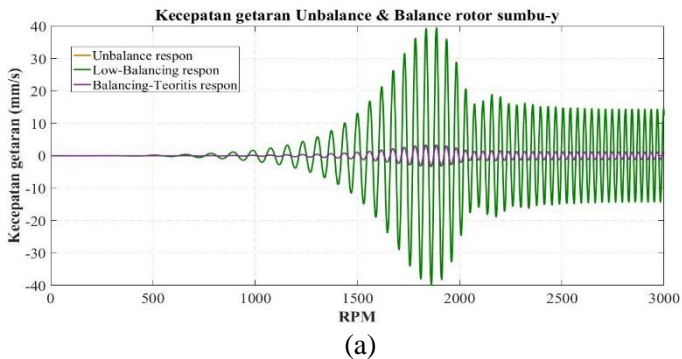 Kecepatan getaran Unbalance & Balance rotor sumbu-y
Kecepatan getaran (mm/s)
40
30
20
10
0
-10
-20
-30
-40
Unbalance respon
Low-Balancing respon
Balancing-Teoritis respon
0 500 1000 1500 2000 2500 3000
RPM
(a)